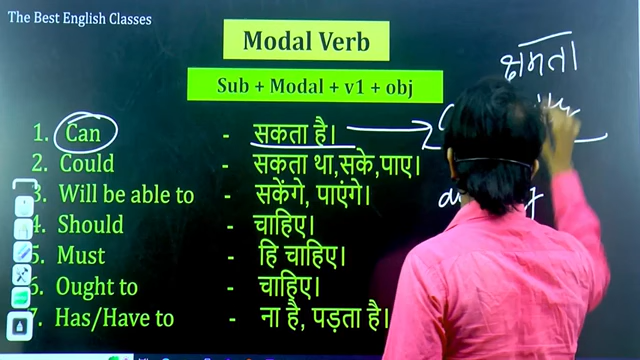 The Best English Classes
Modal Verb
Sub + Modal + v1 + obj
क्षमता
1. Can - सकता है।
2. Could - सकता था,सके,पाए।
3. Will be able to - सकेंगे, पाएंगे।
4. Should - चाहिए।
5. Must - हि चाहिए।
6. Ought to - चाहिए।
7. Has/Have to - ना है, पड़ता है।